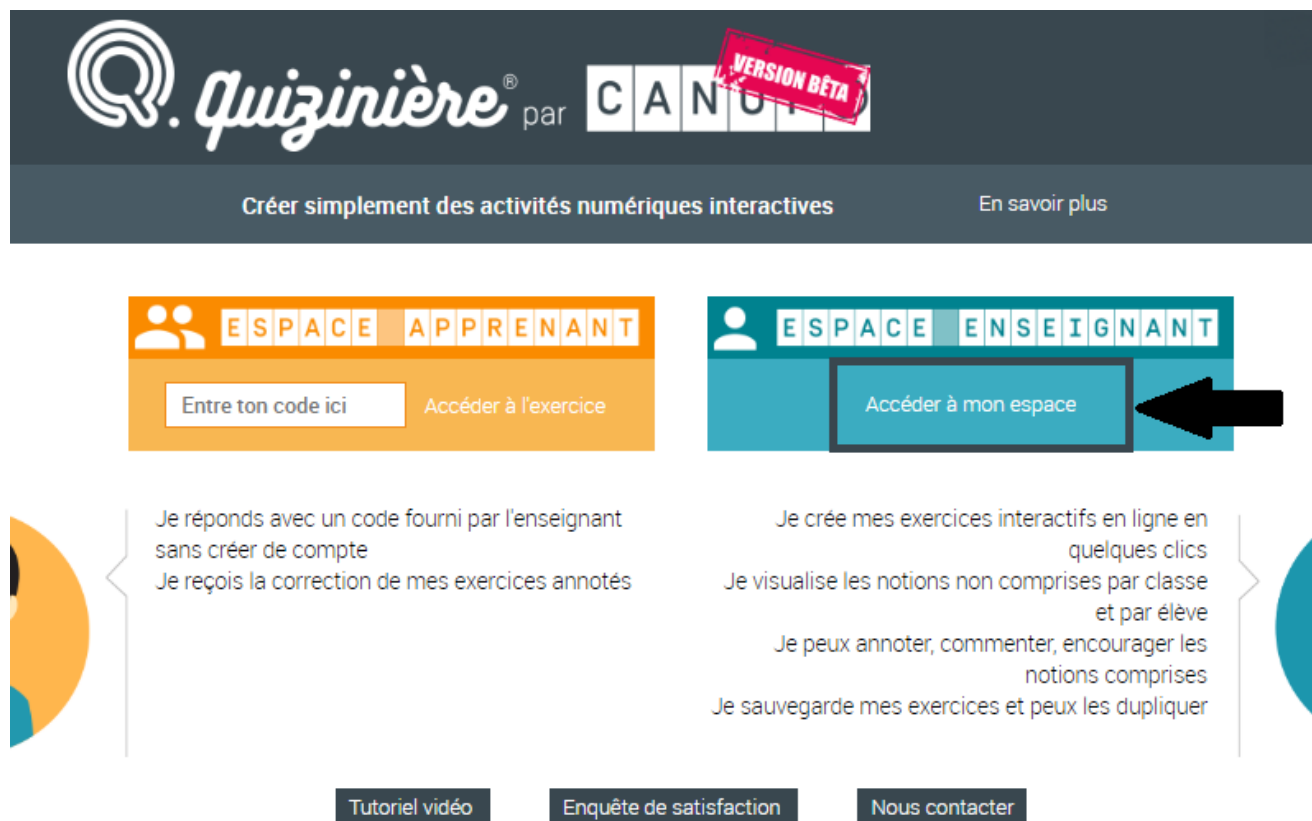 Quizinière® par CANOPÉ
VERSION BÊTA
Créer simplement des activités numériques interactives
En savoir plus
ESPACE APPRENANT
Entre ton code ici
Accéder à l'exercice
Je réponds avec un code fourni par l'enseignant
sans créer de compte
Je reçois la correction de mes exercices annotés
ESPACE ENSEIGNANT
Accéder à mon espace
Je crée mes exercices interactifs en ligne en
quelques clics
Je visualise les notions non comprises par classe
et par élève
Je peux annoter, commenter, encourager les
notions comprises
Je sauvegarde mes exercices et peux les dupliquer
Tutoriel vidéo
Enquête de satisfaction
Nous contacter